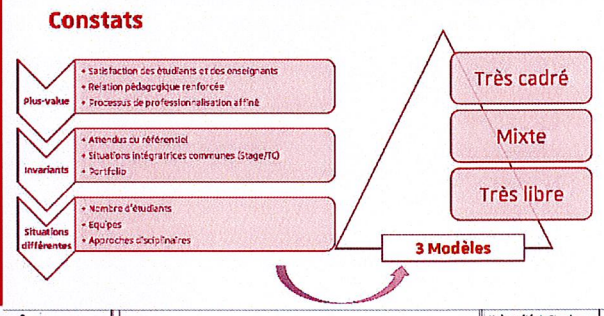 Constats
Plus-value
• Satisfaction des étudiants et des enseignants
• Relation pédagogique renforcée
• Processus de professionnalisation affiné
Invariants
• Attendus du référentiel
• Situations intégratrices communes (Stage/TC)
• Portfolio
Situations
différentes
• Nombre d'étudiants
• Equipes
• Approches disciplinaires
Très cadré
Mixte
Très libre
3 Modèles